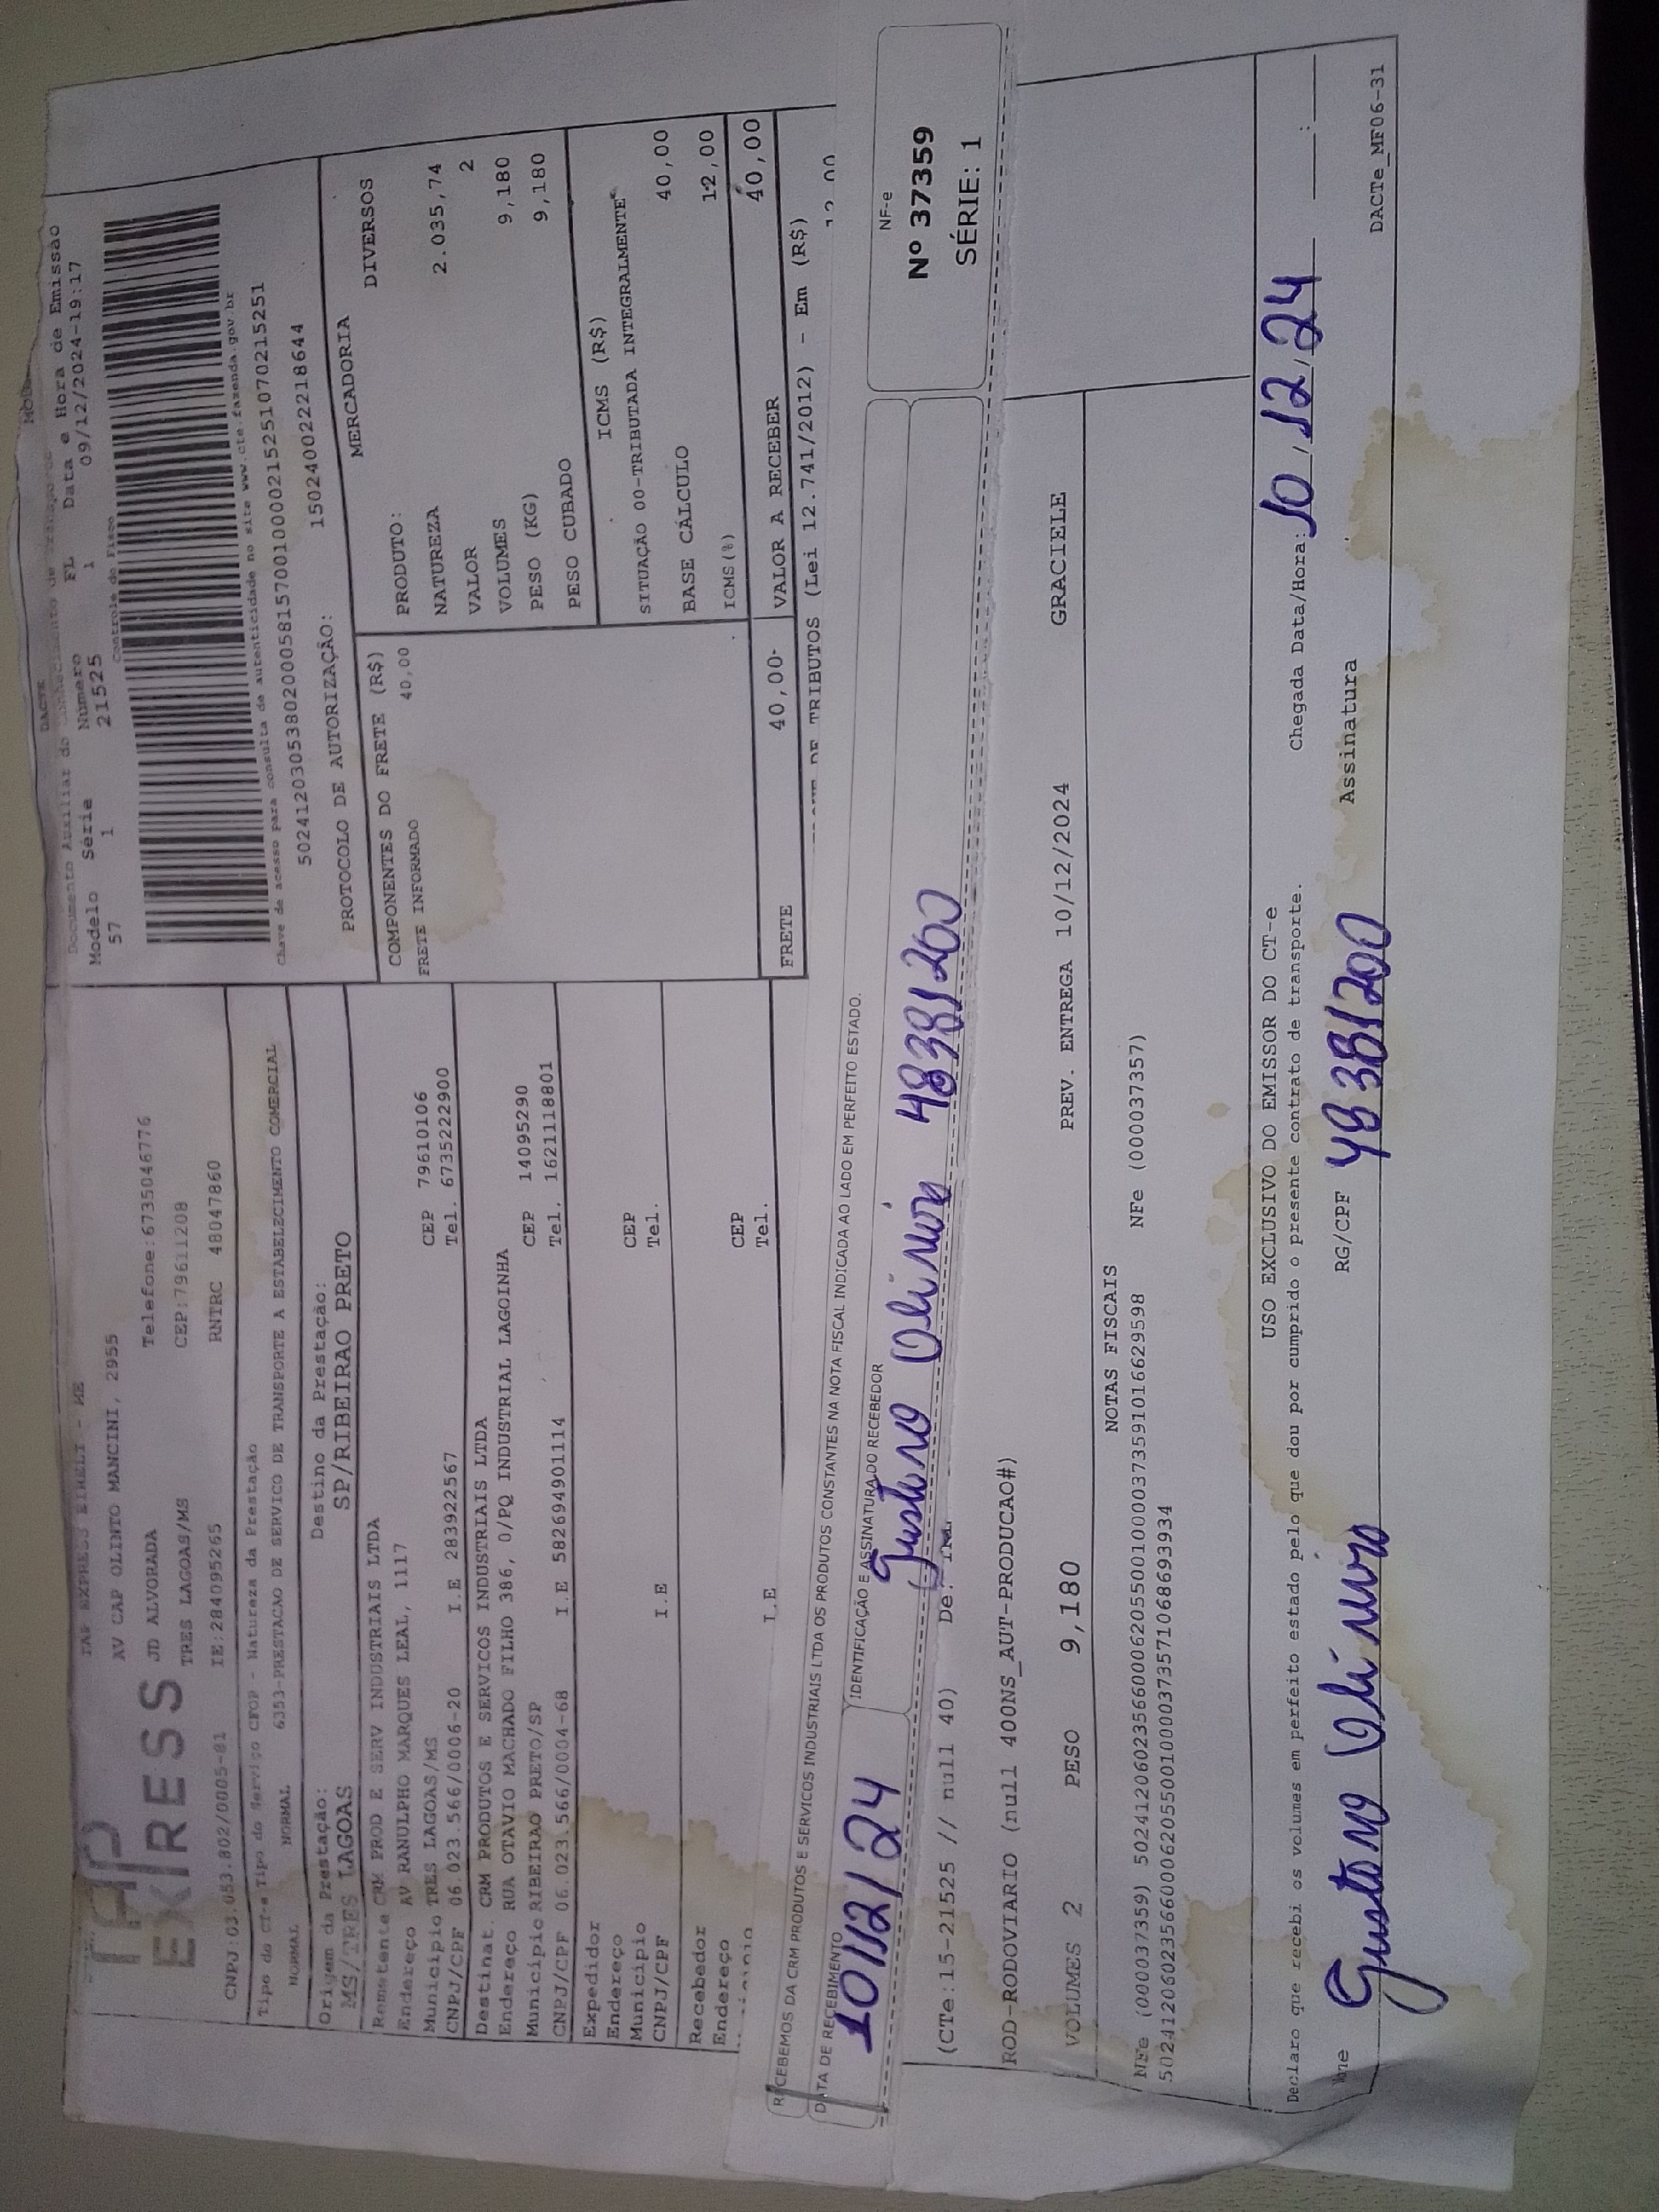 DACTE
Documento Auxiliar do Conhecimento de Transporte
MOD
Modelo Série Número FL Data e Hora de Emissão
57 1 21525 1 09/12/2024-19:17
Controle do Fisco
TAP
EXPRESS
EXPRESS EIRELI - ME
AV CAP OLINTO MANCINI, 2955
JD ALVORADA Telefone:6735046776
TRES LAGOAS/MS CEP:79611208
CNPJ:03.053.802/0005-81 IE:284095265 RNTRC 48047860
Chave de acesso para consulta de autenticidade no site www.cte.fazenda.gov.br
50241203053802000581570010000215251070215251
PROTOCOLO DE AUTORIZAÇÃO: 150240022218644
Tipo do CT-e Tipo do Serviço CFOP - Natureza da Prestação
NORMAL NORMAL 6353-PRESTACAO DE SERVICO DE TRANSPORTE A ESTABELECIMENTO COMERCIAL
Origem da Prestação: Destino da Prestação:
MS/TRES LAGOAS SP/RIBEIRAO PRETO
Remetente CRM PROD E SERV INDUSTRIAIS LTDA
Endereço AV RANULPHO MARQUES LEAL, 1117
Município TRES LAGOAS/MS CEP 79610106
CNPJ/CPF 06.023.566/0006-20 I.E 283922567 Tel. 6735222900
Destinat. CRM PRODUTOS E SERVICOS INDUSTRIAIS LTDA
Endereço RUA OTAVIO MACHADO FILHO 386, 0/PQ INDUSTRIAL LAGOINHA
Município RIBEIRAO PRETO/SP CEP 14095290
CNPJ/CPF 06.023.566/0004-68 I.E 582694901114 Tel. 1621118801
Expedidor
Endereço
Município CEP
CNPJ/CPF I.E Tel.
Recebedor
Endereço
CEP
I.E Tel.
COMPONENTES DO FRETE (R$)
FRETE INFORMADO 40,00
MERCADORIA
PRODUTO: DIVERSOS
NATUREZA
VALOR 2.035,74
VOLUMES 2
PESO (KG) 9,180
PESO CUBADO 9,180
ICMS (R$)
SITUAÇÃO 00-TRIBUTADA INTEGRALMENTE
BASE CÁLCULO 40,00
ICMS(%) 12,00
FRETE 40,00 VALOR A RECEBER 40,00
DE TRIBUTOS (Lei 12.741/2012) - Em (R$)
RECEBEMOS DA CRM PRODUTOS E SERVICOS INDUSTRIAIS LTDA OS PRODUTOS CONSTANTES NA NOTA FISCAL INDICADA AO LADO EM PERFEITO ESTADO.
DATA DE RECEBIMENTO IDENTIFICAÇÃO E ASSINATURA DO RECEBEDOR
10/12/24 Gustavo Olimpio 48381200
NF-e
Nº 37359
SÉRIE: 1
(CTe:15-21525 // null 40)
ROD-RODOVIARIO (null 400NS_AUT-PRODUCAO#)
VOLUMES 2 PESO 9,180 PREV. ENTREGA 10/12/2024 GRACIELE
NOTAS FISCAIS
NFe (000037359) 50241206023566000620550010000373591016629598 NFe (000037357)
50241206023566000620550010000373571068693934
USO EXCLUSIVO DO EMISSOR DO CT-e
Declaro que recebi os volumes em perfeito estado pelo que dou por cumprido o presente contrato de transporte. Chegada Data/Hora: 10/12/24
Nome Gustavo Olimpio RG/CPF 48381200 Assinatura
DACTe_MF06-31